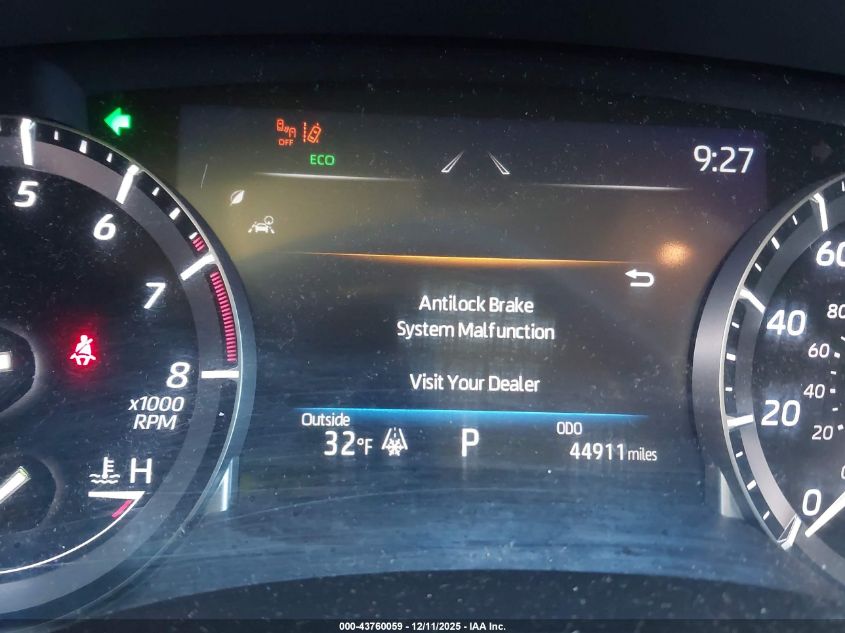 OFF
ECO
9:27
5
6
7
8
x1000
RPM
H
Antilock Brake
System Malfunction
Visit Your Dealer
Outside
32°F
P
ODO
44911 miles
60
40
20
0
80
60
40
20
000-43760059 - 12/11/2025 - IAA Inc.